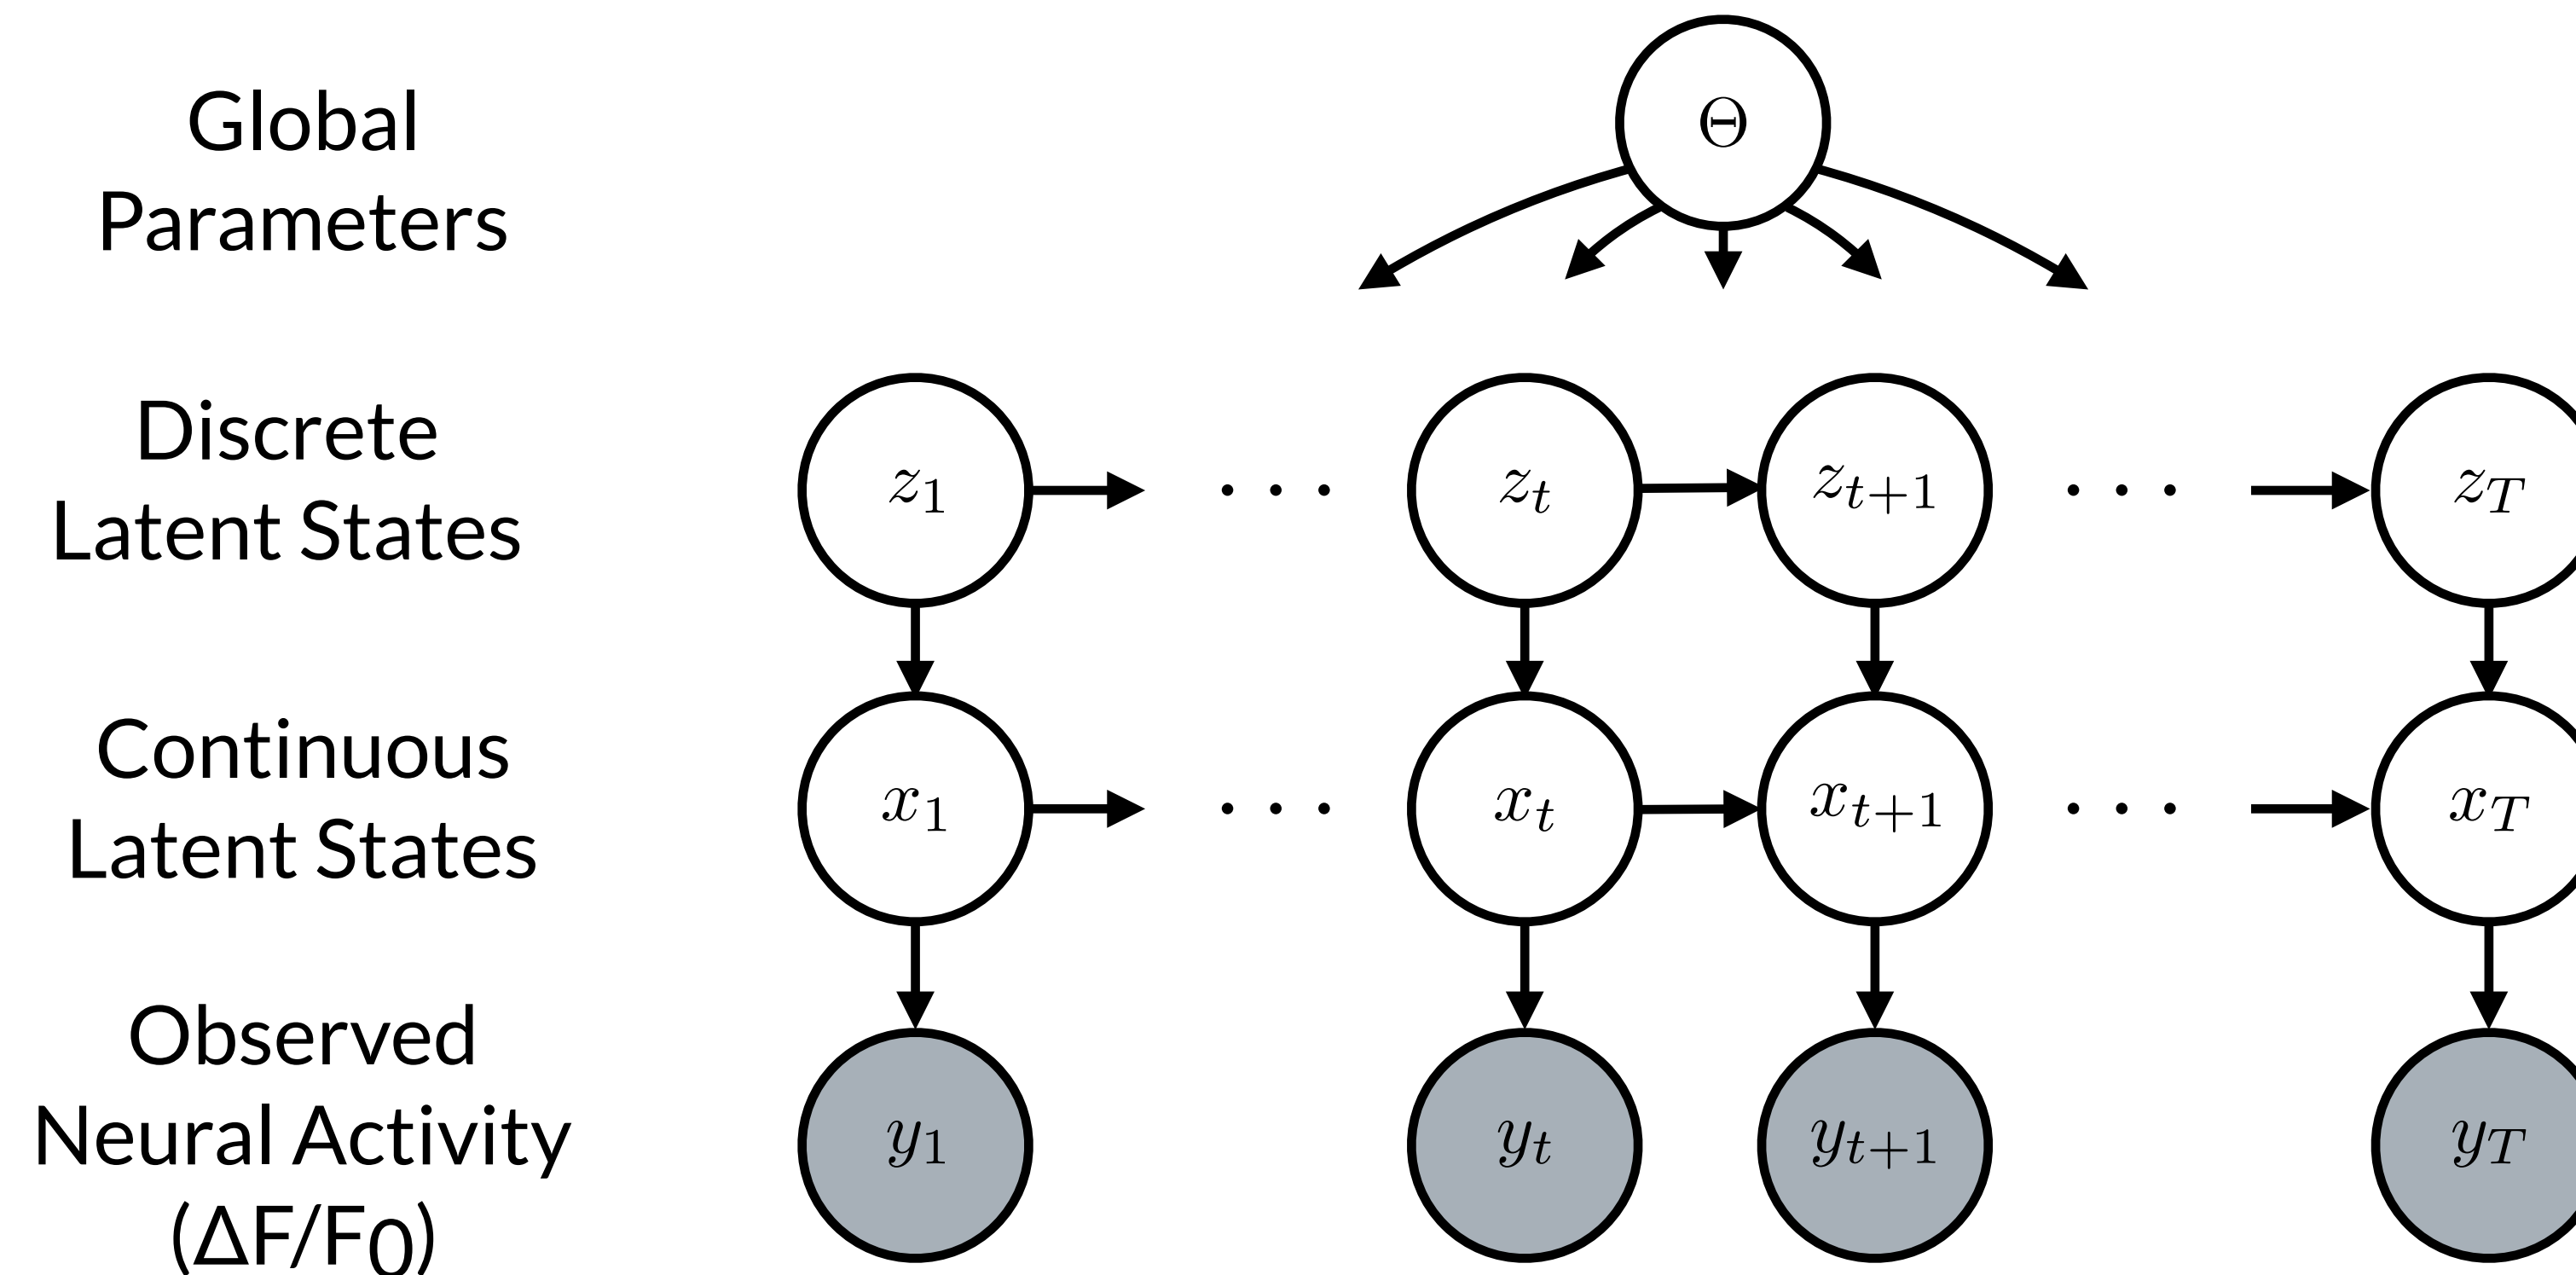 Global
Parameters
Θ
Discrete
Latent States
z1 · · · zt zt+1 · · · zT
Continuous
Latent States
x1 · · · xt xt+1 · · · xT
Observed
Neural Activity
(ΔF/F0)
y1 yt yt+1 yT